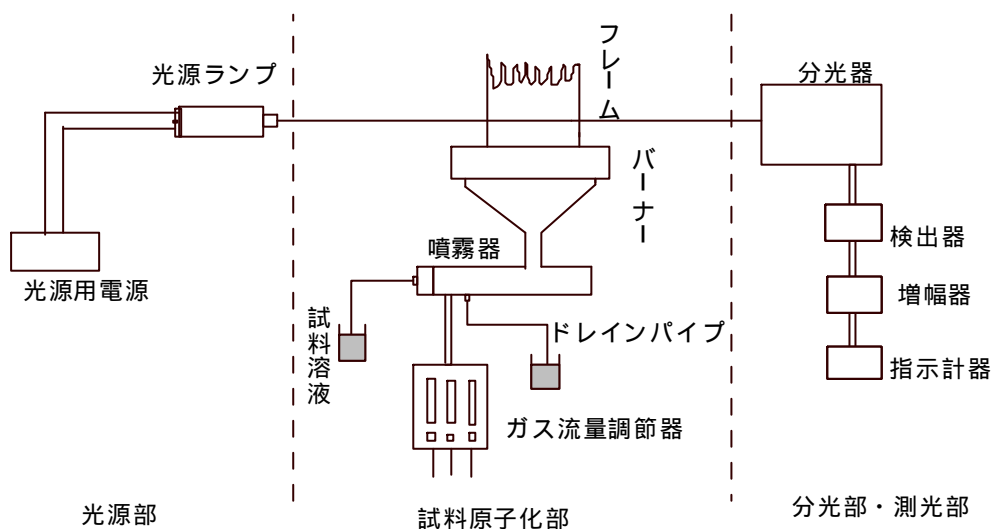 光源ランプ
光源用電源
光源部
フレーム
バーナー
噴霧器
試料溶液
ドレインパイプ
ガス流量調節器
試料原子化部
分光器
検出器
増幅器
指示計器
分光部・測光部